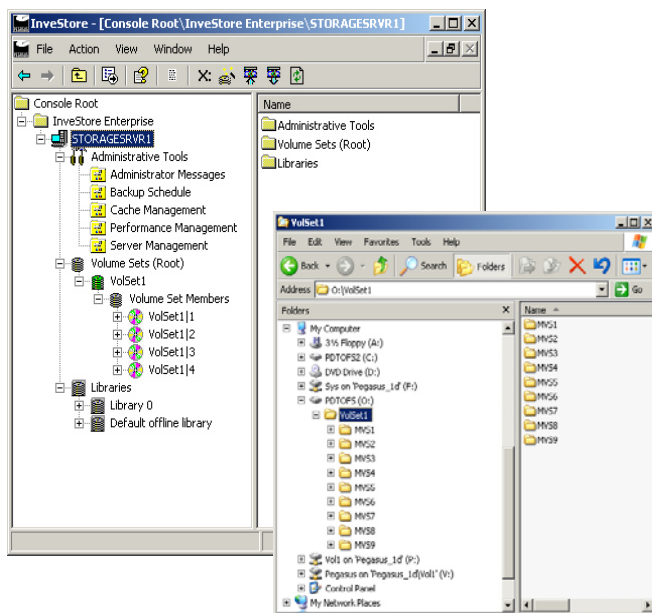 InveStore - [Console Root\InveStore Enterprise\STORAGESRVR1]
File Action View Window Help
X:
Console Root
InveStore Enterprise
STORAGESRVR1
Administrative Tools
Administrator Messages
Backup Schedule
Cache Management
Performance Management
Server Management
Volume Sets (Root)
VolSet1
Volume Set Members
VolSet1|1
VolSet1|2
VolSet1|3
VolSet1|4
Libraries
Library 0
Default offline library
Name
Administrative Tools
Volume Sets (Root)
Libraries
VolSet1
File Edit View Favorites Tools Help
Back Search Folders
Address O:\VolSet1 Go
Folders X
My Computer
3½ Floppy (A:)
PDTOFS2 (C:)
DVD Drive (D:)
Sys on 'Pegasus_1d' (F:)
PDTOFS (O:)
VolSet1
MVS1
MVS2
MVS3
MVS4
MVS5
MVS6
MVS7
MVS8
MVS9
Vol1 on 'Pegasus_1d' (P:)
Pegasus on 'Pegasus_1d\Vol1' (V:)
Control Panel
My Network Places
Name
MVS1
MVS2
MVS3
MVS4
MVS5
MVS6
MVS7
MVS8
MVS9